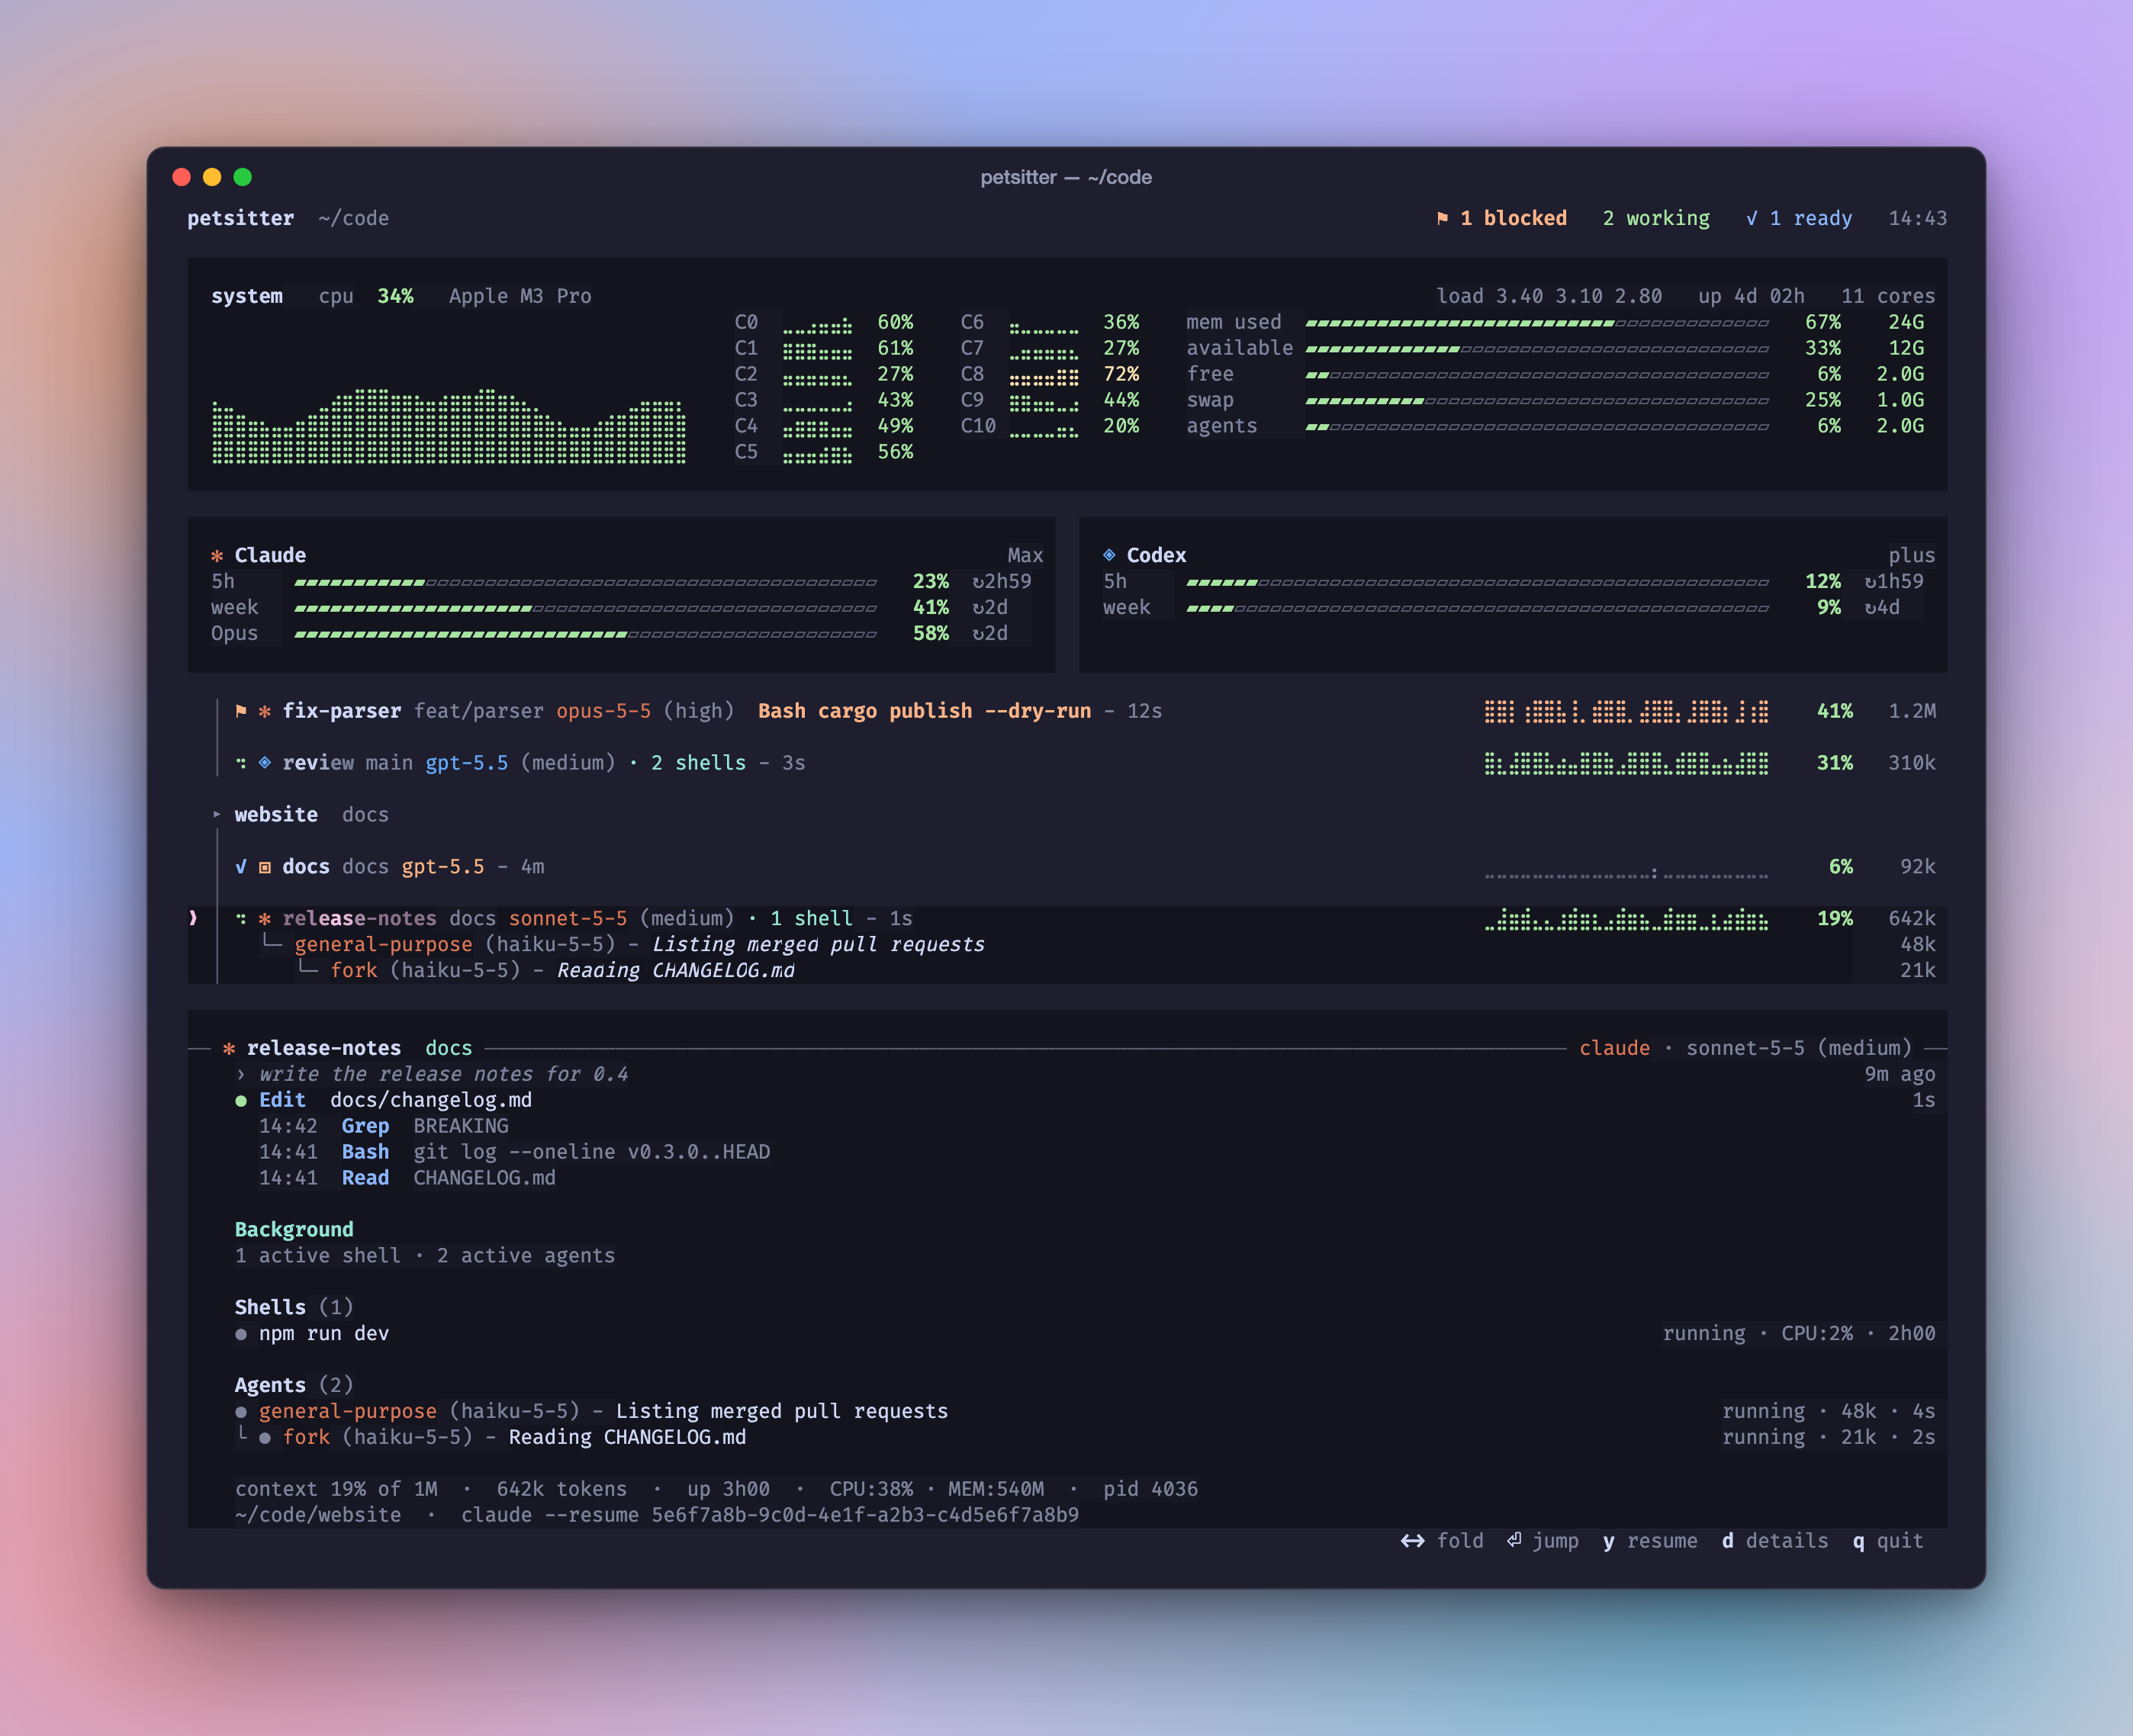 petsitter — ~/code
petsitter ~/code ⚑ 1 blocked 2 working √ 1 ready 14:43
system cpu 34% Apple M3 Pro load 3.40 3.10 2.80 up 4d 02h 11 cores
C0 60% C6 36% mem used 67% 24G
C1 61% C7 27% available 33% 12G
C2 27% C8 72% free 6% 2.0G
C3 43% C9 44% swap 25% 1.0G
C4 49% C10 20% agents 6% 2.0G
C5 56%
✻ Claude Max
5h 23% ↻2h59
week 41% ↻2d
Opus 58% ↻2d
◈ Codex plus
5h 12% ↻1h59
week 9% ↻4d
⚑ ✻ fix-parser feat/parser opus-5-5 (high) Bash cargo publish --dry-run – 12s 41% 1.2M
◈ review main gpt-5.5 (medium) · 2 shells – 3s 31% 310k
▸ website docs
√ ▣ docs docs gpt-5.5 – 4m 6% 92k
❫ ✻ release-notes docs sonnet-5-5 (medium) · 1 shell – 1s 19% 642k
└─ general-purpose (haiku-5-5) – Listing merged pull requests 48k
└─ fork (haiku-5-5) – Reading CHANGELOG.md 21k
── ✻ release-notes docs ── claude · sonnet-5-5 (medium) ──
› write the release notes for 0.4 9m ago
● Edit docs/changelog.md 1s
14:42 Grep BREAKING
14:41 Bash git log --oneline v0.3.0..HEAD
14:41 Read CHANGELOG.md
Background
1 active shell · 2 active agents
Shells (1)
● npm run dev running · CPU:2% · 2h00
Agents (2)
● general-purpose (haiku-5-5) – Listing merged pull requests running · 48k · 4s
└ ● fork (haiku-5-5) – Reading CHANGELOG.md running · 21k · 2s
context 19% of 1M · 642k tokens · up 3h00 · CPU:38% · MEM:540M · pid 4036
~/code/website · claude --resume 5e6f7a8b-9c0d-4e1f-a2b3-c4d5e6f7a8b9
↔ fold ⏎ jump y resume d details q quit